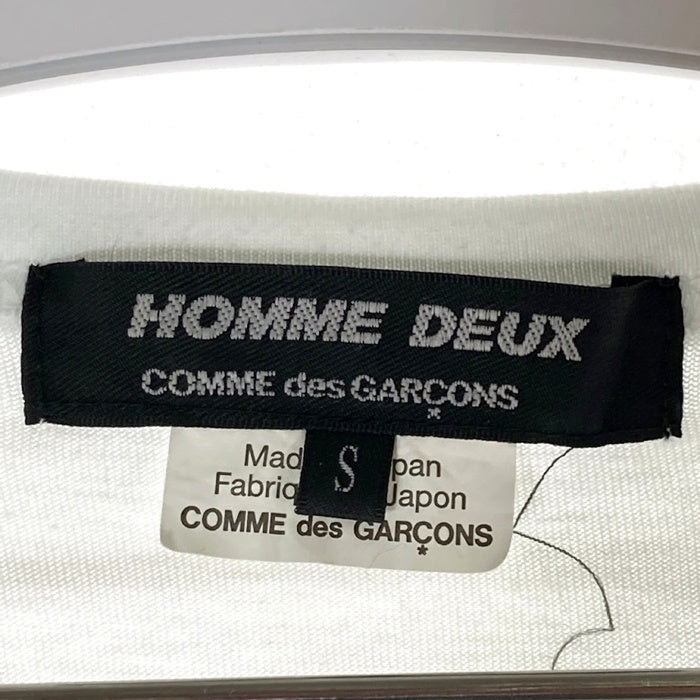 HOMME DEUX
COMME des GARÇONS
S
Mad pan
Fabriq Japon
COMME des GARÇONS